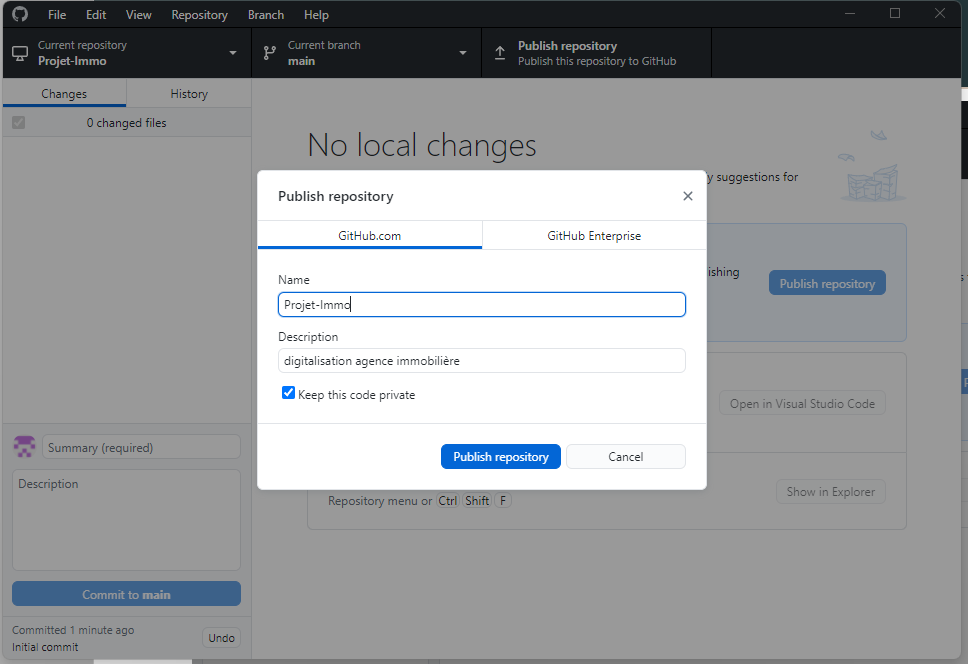 File Edit View Repository Branch Help
Current repository
Projet-Immo
Current branch
main
Publish repository
Publish this repository to GitHub
Changes
History
0 changed files
No local changes
y suggestions for
Publish repository
GitHub.com
GitHub Enterprise
ishing
Publish repository
Name
Projet-Immo
Description
digitalisation agence immobilière
Keep this code private
Open in Visual Studio Code
Publish repository
Cancel
Show in Explorer
Repository menu or Ctrl Shift F
Summary (required)
Description
Commit to main
Committed 1 minute ago
Initial commit
Undo